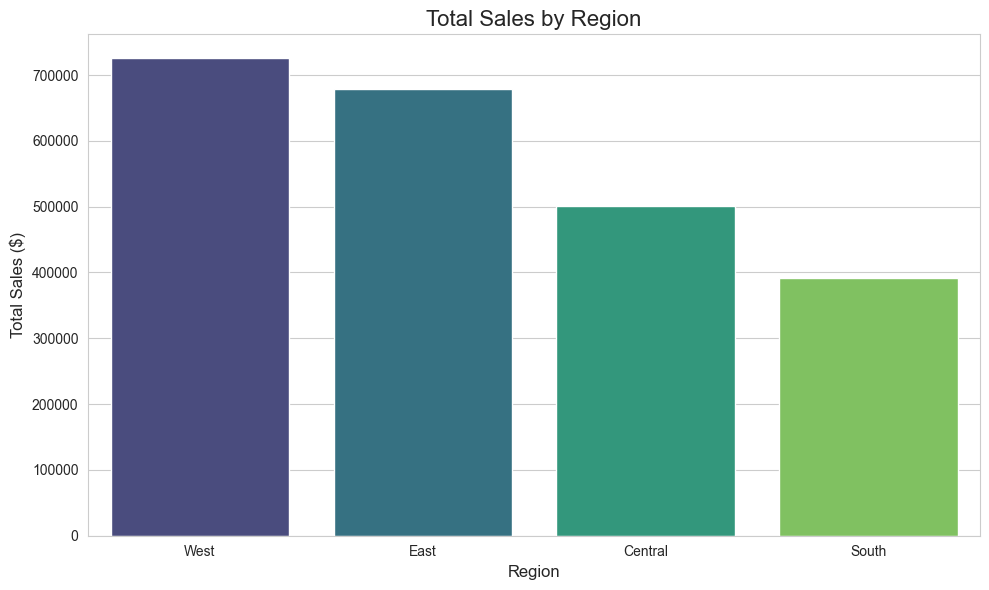 Total Sales by Region
Total Sales ($)
700000
600000
500000
400000
300000
200000
100000
0
West East Central South
Region